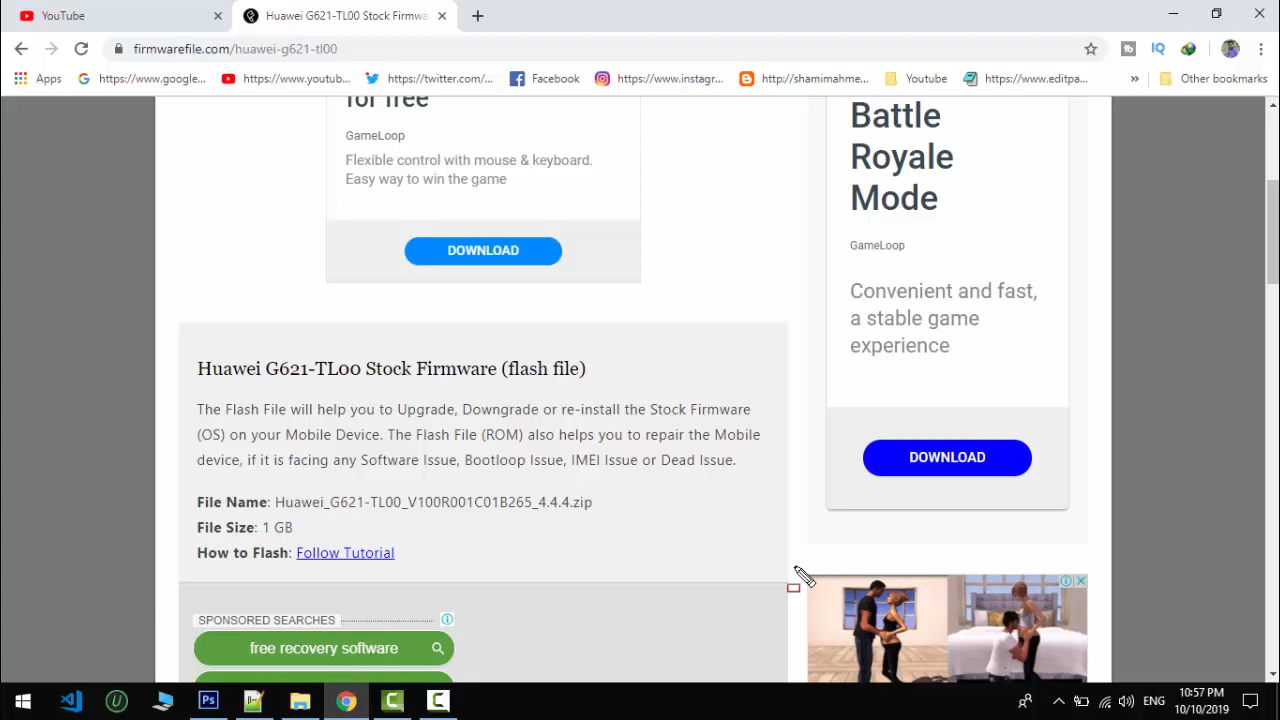 YouTube
Huawei G621-TL00 Stock Firmwa
firmwarefile.com/huawei-g621-tl00
IQ
Apps
https://www.google...
https://www.youtub...
https://twitter.com/...
Facebook
https://www.instagr...
http://shamimahme...
Youtube
https://www.editpa...
»
Other bookmarks
for free
GameLoop
Flexible control with mouse & keyboard.
Easy way to win the game
DOWNLOAD
Battle
Royale
Mode
GameLoop
Convenient and fast,
a stable game
experience
DOWNLOAD
Huawei G621-TL00 Stock Firmware (flash file)
The Flash File will help you to Upgrade, Downgrade or re-install the Stock Firmware
(OS) on your Mobile Device. The Flash File (ROM) also helps you to repair the Mobile
device, if it is facing any Software Issue, Bootloop Issue, IMEI Issue or Dead Issue.
File Name: Huawei_G621-TL00_V100R001C01B265_4.4.4.zip
File Size: 1 GB
How to Flash: Follow Tutorial
SPONSORED SEARCHES
free recovery software
Ps
ENG
10:57 PM
10/10/2019